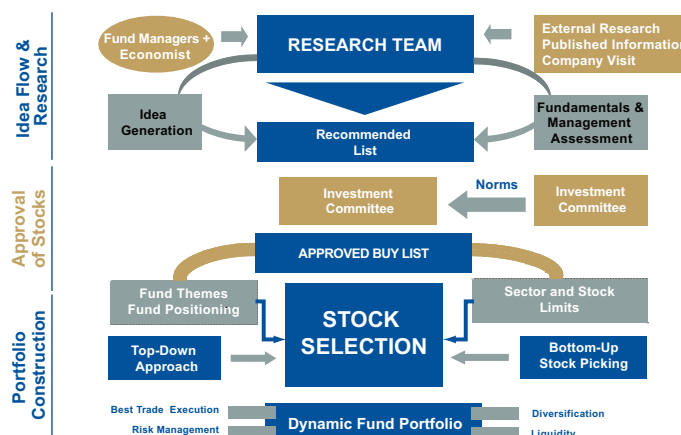 Idea Flow &
Research
Fund Managers +
Economist
RESEARCH TEAM
External Research
Published Information
Company Visit
Idea
Generation
Recommended
List
Fundamentals &
Management
Assessment
Approval
of Stocks
Investment
Committee
Norms
Investment
Committee
APPROVED BUY LIST
Fund Themes
Fund Positioning
Sector and Stock
Limits
Portfolio
Construction
STOCK
SELECTION
Top-Down
Approach
Bottom-Up
Stock Picking
Best Trade Execution
Risk Management
Dynamic Fund Portfolio
Diversification
Liquidity